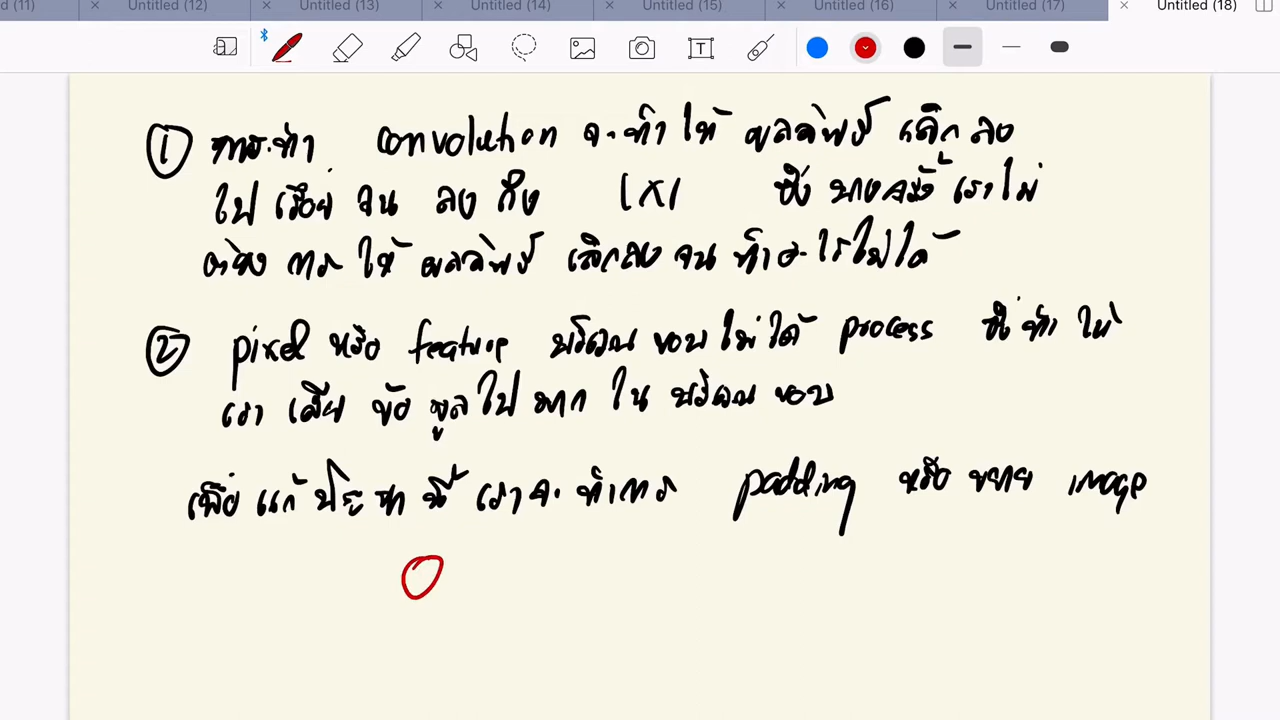 d (11)
Untitled (12)
Untitled (13)
Untitled (14)
Untitled (15)
Untitled (16)
Untitled (17)
Untitled (18)
① การทำ convolution จะทำให้ ผลลัพธ์ เล็กลง
ไปเรื่อย จน ลงถึง 1x1 ซึ่ง บางครั้ง เราไม่
ต้องการ ให้ ผลลัพธ์ เล็กลง จน ทำอะไรไม่ได้
② pixel หรือ feature บริเวณ ขอบ ไม่ได้ process ซึ่ง ทำให้
เรา เสีย ข้อมูล ไป มาก ใน บริเวณ ขอบ
เพื่อ แก้ นี้ เราจะ ทำการ padding หรือ ขยาย image
0